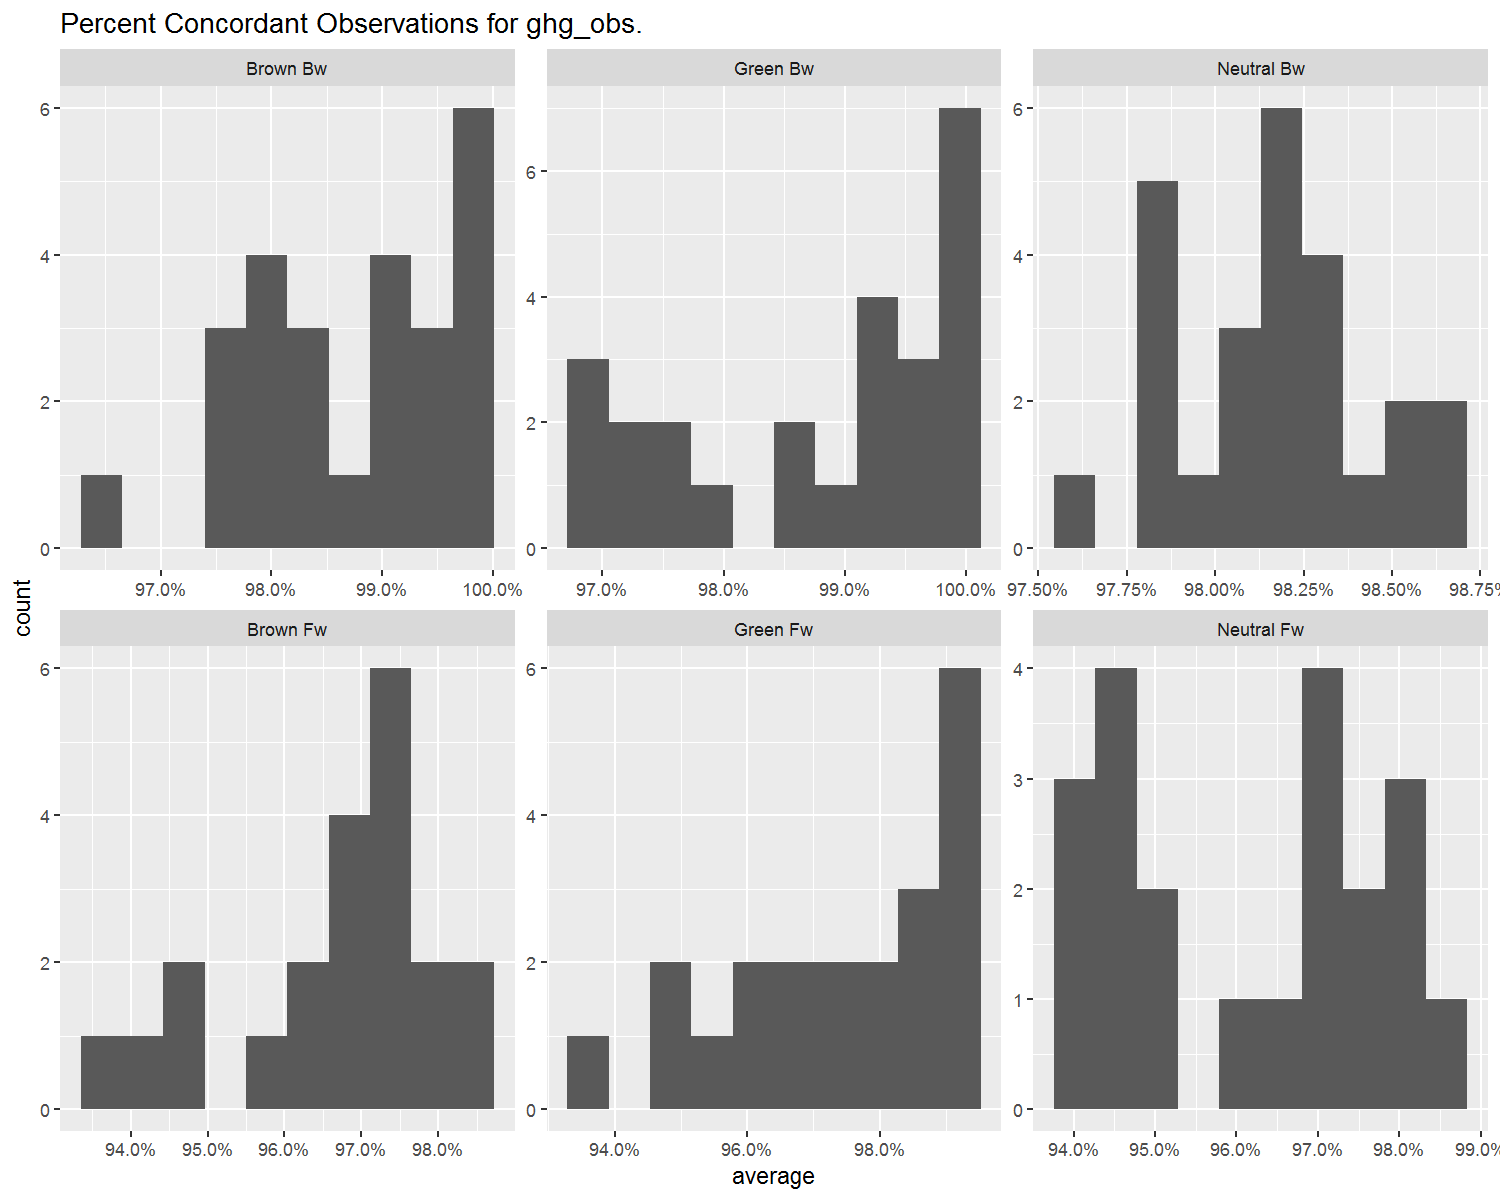 Percent Concordant Observations for ghg_obs.
Brown Bw Green Bw Neutral Bw
6
4
2
0
6
4
2
0
6
4
2
0
97.0% 98.0% 99.0% 100.0%
97.0% 98.0% 99.0% 100.0%
97.50% 97.75% 98.00% 98.25% 98.50% 98.75%
count
Brown Fw Green Fw Neutral Fw
6
4
2
0
6
4
2
0
4
3
2
1
0
94.0% 95.0% 96.0% 97.0% 98.0%
94.0% 96.0% 98.0%
94.0% 95.0% 96.0% 97.0% 98.0% 99.0%
average